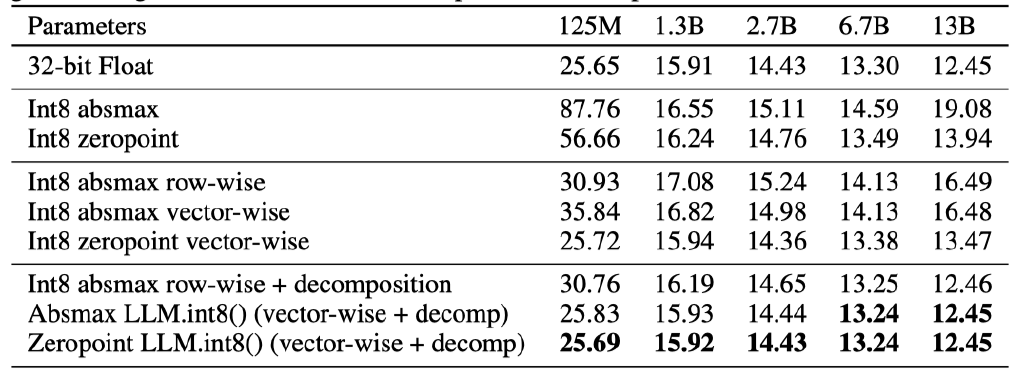 Parameters 125M 1.3B 2.7B 6.7B 13B
32-bit Float 25.65 15.91 14.43 13.30 12.45
Int8 absmax 87.76 16.55 15.11 14.59 19.08
Int8 zeropoint 56.66 16.24 14.76 13.49 13.94
Int8 absmax row-wise 30.93 17.08 15.24 14.13 16.49
Int8 absmax vector-wise 35.84 16.82 14.98 14.13 16.48
Int8 zeropoint vector-wise 25.72 15.94 14.36 13.38 13.47
Int8 absmax row-wise + decomposition 30.76 16.19 14.65 13.25 12.46
Absmax LLM.int8() (vector-wise + decomp) 25.83 15.93 14.44 13.24 12.45
Zeropoint LLM.int8() (vector-wise + decomp) 25.69 15.92 14.43 13.24 12.45